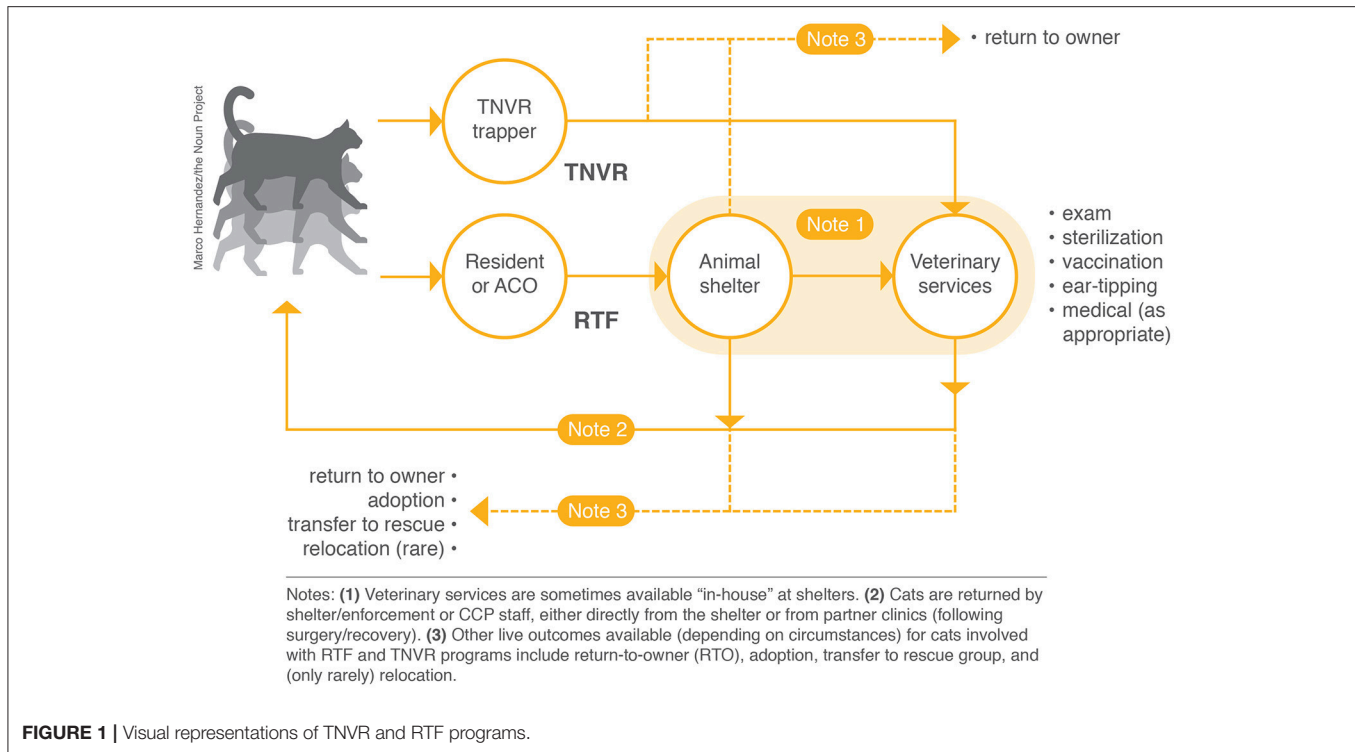 Marco Hernandez/the Noun Project
TNVR
trapper
TNVR
Note 3
• return to owner
Resident
or ACO
RTF
Animal
shelter
Note 1
Veterinary
services
• exam
• sterilization
• vaccination
• ear-tipping
• medical (as
appropriate)
Note 2
return to owner •
adoption •
transfer to rescue •
relocation (rare) •
Note 3
Notes: (1) Veterinary services are sometimes available “in-house” at shelters. (2) Cats are returned by
shelter/enforcement or CCP staff, either directly from the shelter or from partner clinics (following
surgery/recovery). (3) Other live outcomes available (depending on circumstances) for cats involved
with RTF and TNVR programs include return-to-owner (RTO), adoption, transfer to rescue group, and
(only rarely) relocation.
FIGURE 1 | Visual representations of TNVR and RTF programs.